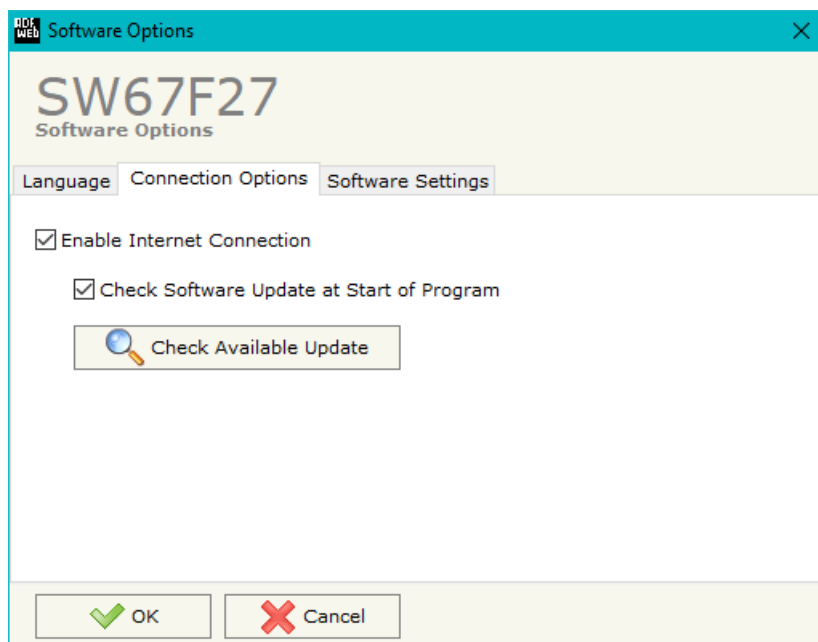 ADF
WEB
Software Options
SW67F27
Software Options
Language
Connection Options
Software Settings
Enable Internet Connection
Check Software Update at Start of Program
Check Available Update
OK
Cancel